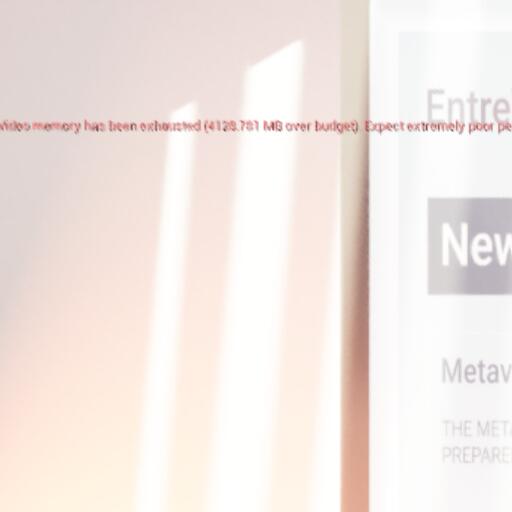 Video memory has been exhausted (4128.781 MB over budget). Expect extremely poor pe
Entre
New
Metav
THE META
PREPARE